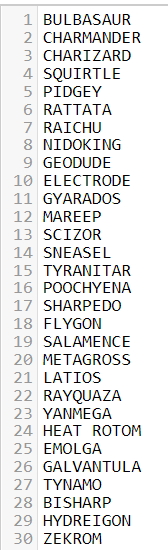 1 BULBASAUR
2 CHARMANDER
3 CHARIZARD
4 SQUIRTLE
5 PIDGEY
6 RATTATA
7 RAICHU
8 NIDOKING
9 GEODUDE
10 ELECTRODE
11 GYARADOS
12 MAREEP
13 SCIZOR
14 SNEASEL
15 TYRANITAR
16 POOCHYENA
17 SHARPEDO
18 FLYGON
19 SALAMENCE
20 METAGROSS
21 LATIOS
22 RAYQUAZA
23 YANMEGA
24 HEAT ROTOM
25 EMOLGA
26 GALVANTULA
27 TYNAMO
28 BISHARP
29 HYDREIGON
30 ZEKROM